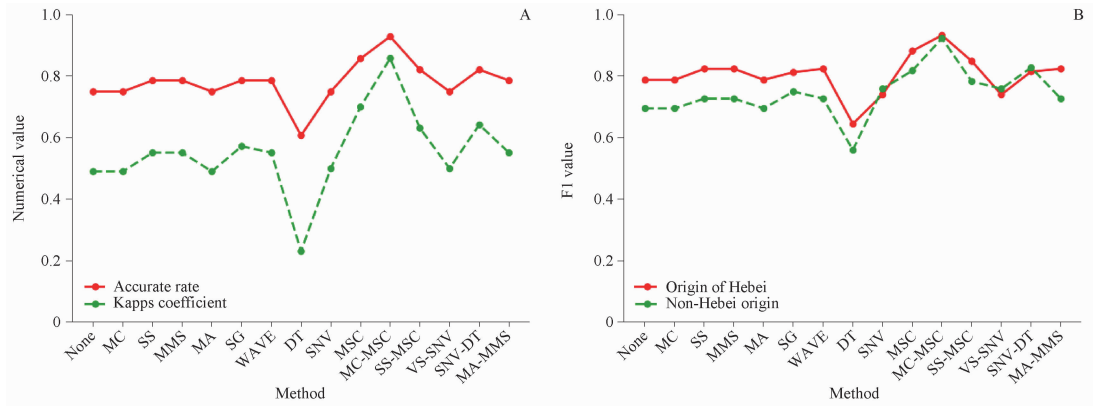 A
1.0
0.8
0.6
0.4
0.2
0
Numerical value
Accurate rate
Kapps coefficient
None
MC
SS
MMS
MA
SG
WAVE
DT
SNV
MSC
MC-MSC
SS-MSC
VS-SNV
SNV-DT
MA-MMS
Method
B
1.0
0.8
0.6
0.4
0.2
0
F1 value
Origin of Hebei
Non-Hebei origin
None
MC
SS
MMS
MA
SG
WAVE
DT
SNV
MSC
MC-MSC
SS-MSC
VS-SNV
SNV-DT
MA-MMS
Method